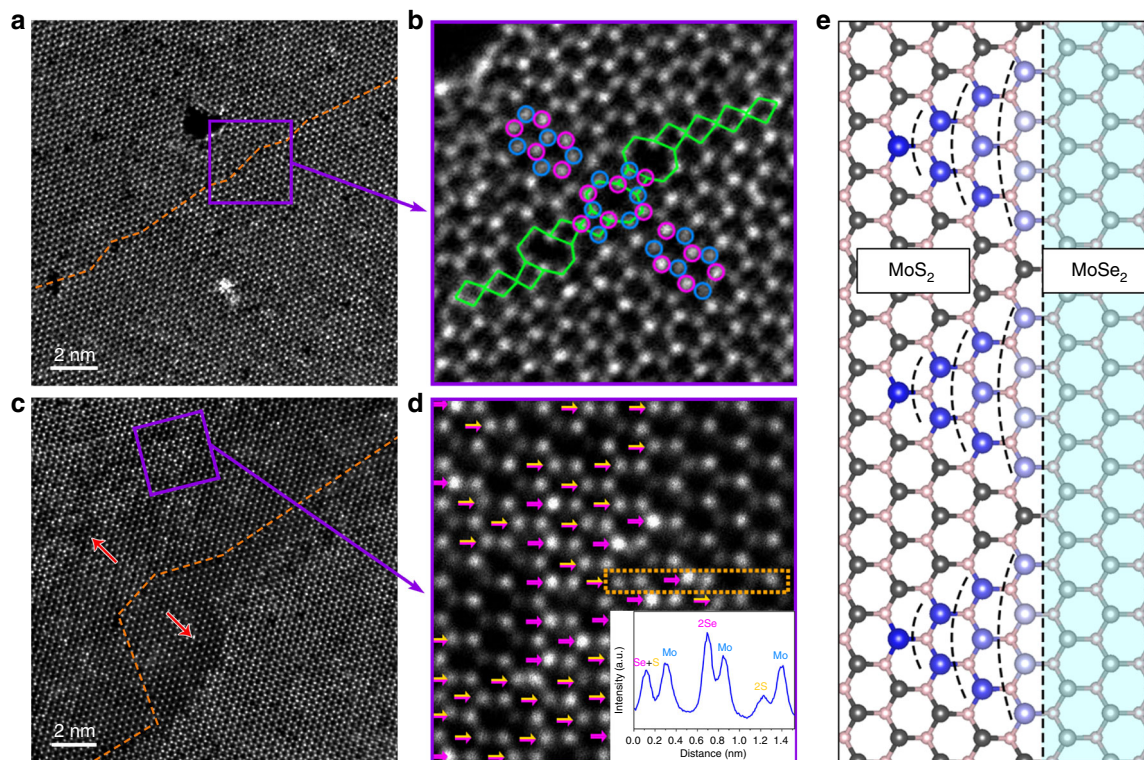 a
2 nm
b
c
2 nm
d
2Se
Se+S
Mo
Mo
Mo
2S
Intensity (a.u.)
0.0 0.2 0.4 0.6 0.8 1.0 1.2 1.4
Distance (nm)
e
MoS₂
MoSe₂